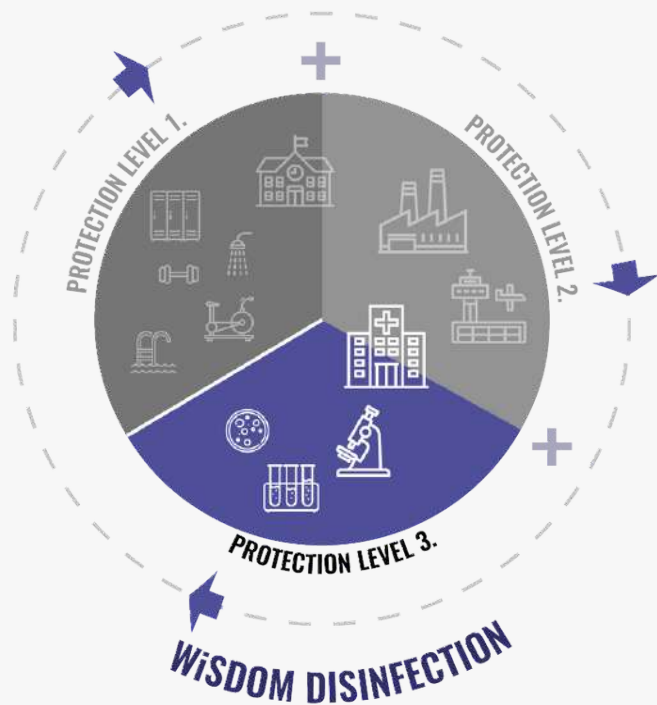 PROTECTION LEVEL 1.
PROTECTION LEVEL 2.
PROTECTION LEVEL 3.
WiSDOM DISINFECTION